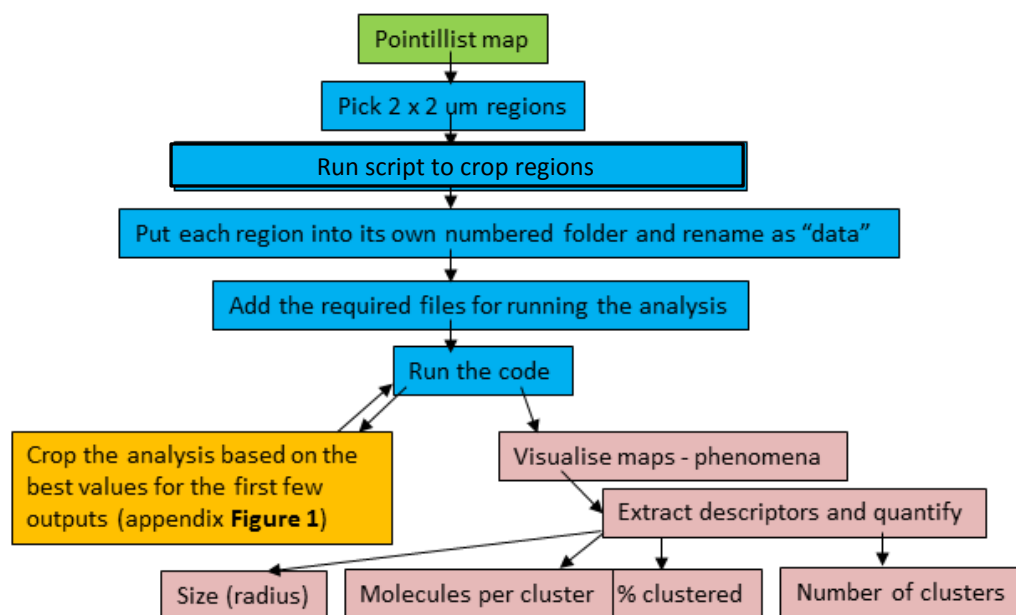 Pointillist map
Pick 2 x 2 um regions
Run script to crop regions
Put each region into its own numbered folder and rename as “data”
Add the required files for running the analysis
Run the code
Crop the analysis based on the
best values for the first few
outputs (appendix Figure 1)
Visualise maps - phenomena
Extract descriptors and quantify
Size (radius)
Molecules per cluster
% clustered
Number of clusters